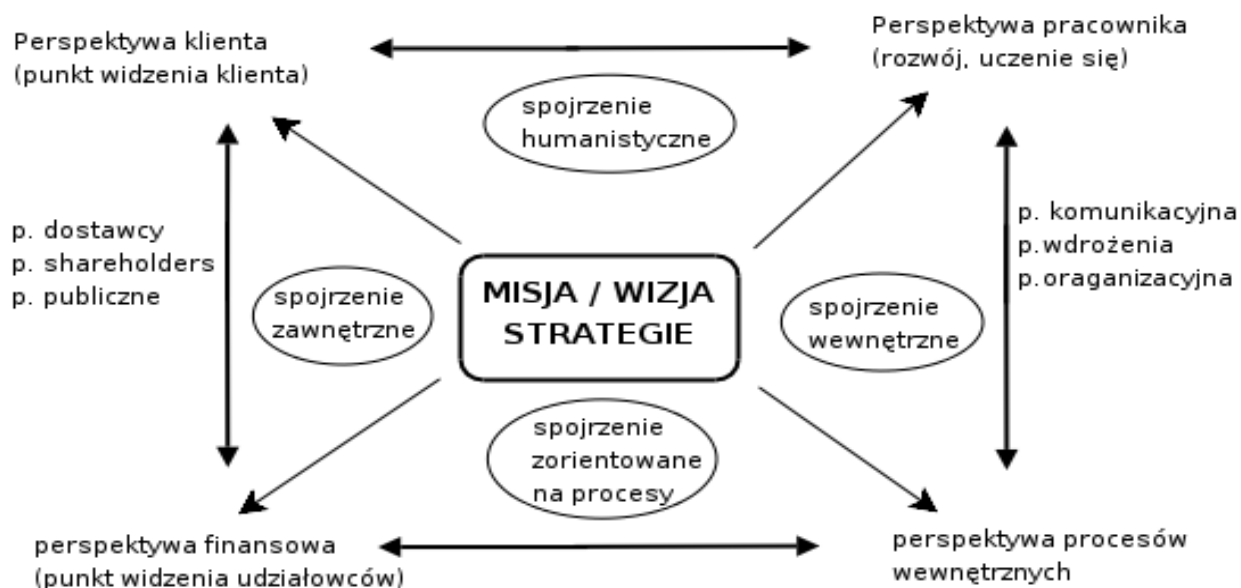 Perspektywa klienta
(punkt widzenia klienta)
Perspektywa pracownika
(rozwój, uczenie się)
spojrzenie
humanistyczne
p. dostawcy
p. shareholders
p. publiczne
spojrzenie
zawnętrzne
MISJA / WIZJA
STRATEGIE
spojrzenie
wewnętrzne
p. komunikacyjna
p.wdrożenia
p.oraganizacyjna
spojrzenie
zorientowane
na procesy
perspektywa finansowa
(punkt widzenia udziałowców)
perspektywa procesów
wewnętrznych